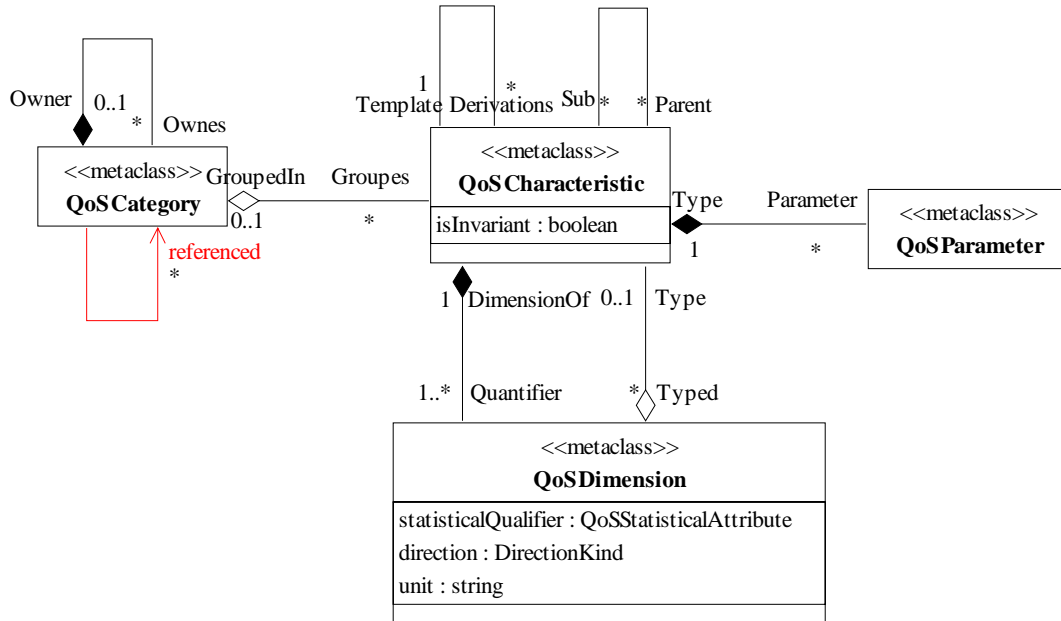 1
*
Template Derivations
Sub
*
*
Parent
Owner
0..1
*
Ownes
<<metaclass>>
QoSCategory
GroupedIn
0..1
Groupes
*
referenced
*
<<metaclass>>
QoSCharacteristic
isInvariant : boolean
Type
1
Parameter
*
<<metaclass>>
QoSParameter
1
DimensionOf
0..1
Type
1..*
Quantifier
*
Typed
<<metaclass>>
QoSDimension
statisticalQualifier : QoSStatisticalAttribute
direction : DirectionKind
unit : string